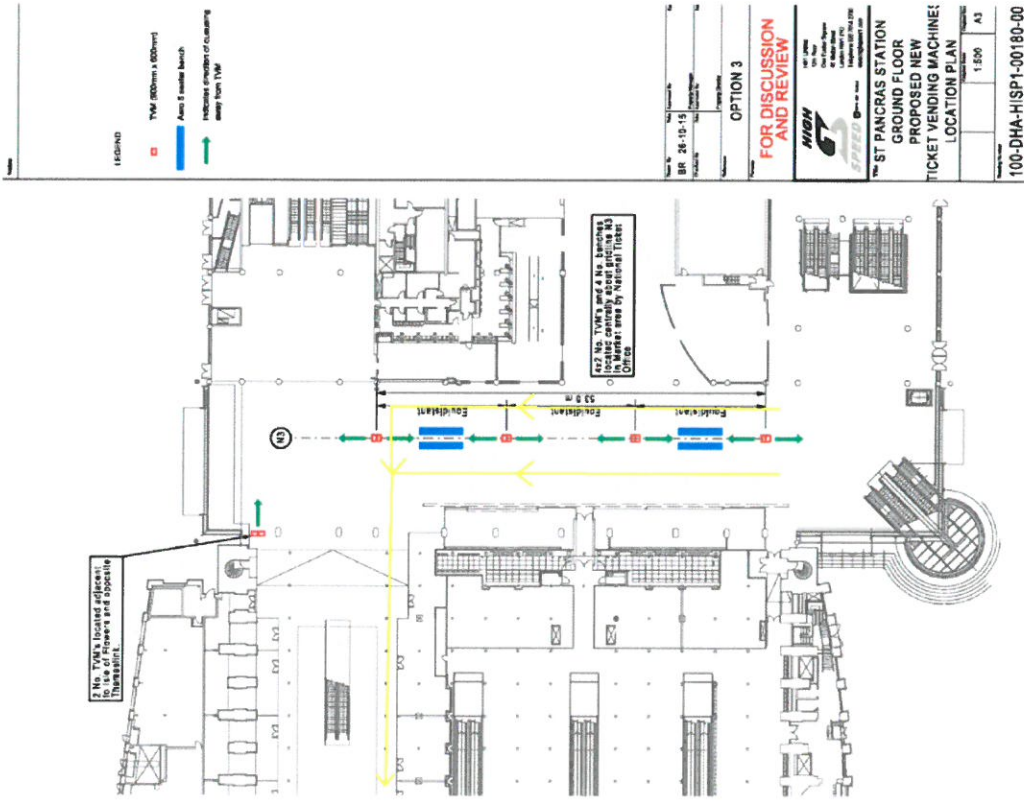 LEGEND
TVM (900mm x 600mm)
Aero 5 seater bench
Indicates direction of queueing
away from TVM
2 No. TVM's located adjacent
to Isle of Flowers and opposite
Thameslink.
N3
Equidistant
Equidistant
Equidistant
4x2 No. TVM's and 4 No. benches
located centrally about gridline N3
in Market area by National Ticket
Office
BR
26-10-15
OPTION 3
FOR DISCUSSION
AND REVIEW
HIGH
SPEED
ST PANCRAS STATION
GROUND FLOOR
PROPOSED NEW
TICKET VENDING MACHINES
LOCATION PLAN
1:500
A3
100-DHA-HISP1-00180-00